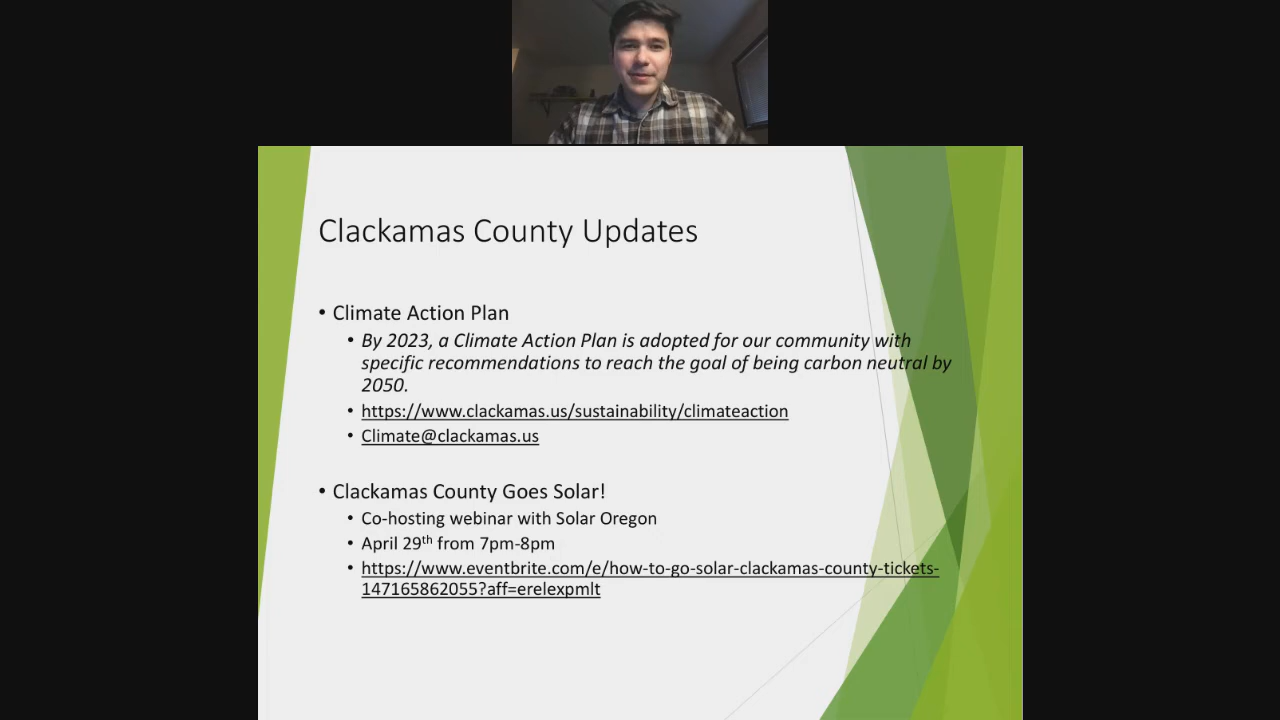 Clackamas County Updates
• Climate Action Plan
• By 2023, a Climate Action Plan is adopted for our community with
specific recommendations to reach the goal of being carbon neutral by
2050.
• https://www.clackamas.us/sustainability/climateaction
• Climate@clackamas.us
• Clackamas County Goes Solar!
• Co-hosting webinar with Solar Oregon
• April 29th from 7pm-8pm
• https://www.eventbrite.com/e/how-to-go-solar-clackamas-county-tickets-
147165862055?aff=erelexpmlt